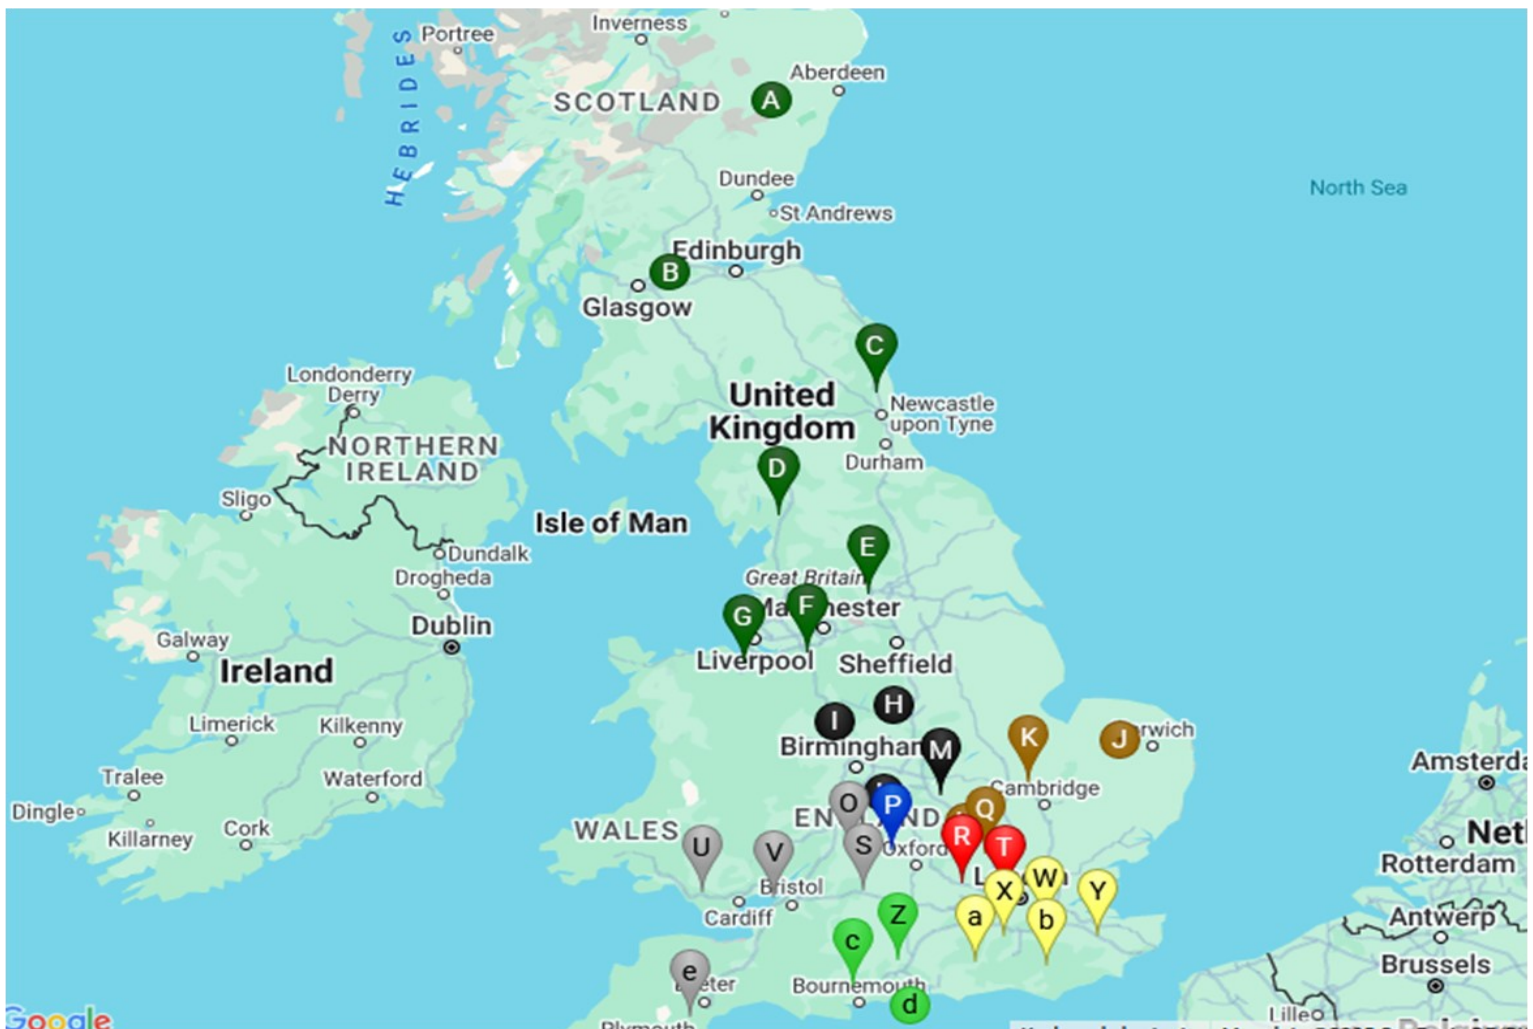 Inverness
Portree
HEBRIDES
Aberdeen
SCOTLAND
A
Dundee
St Andrews
North Sea
Edinburgh
B
Glasgow
C
Londonderry
Derry
United
Kingdom
Newcastle
upon Tyne
NORTHERN
IRELAND
Durham
D
Sligo
Isle of Man
E
Dundalk
Drogheda
Great Britain
G
F
Dublin
Galway
Liverpool
Sheffield
Ireland
H
I
Limerick
Kilkenny
K
J
Birmingham
M
Amsterda
Tralee
Waterford
Cambridge
Dingle
O
P
Q
Killarney
Cork
WALES
R
T
U
V
S
Oxford
Rotterdam
Bristol
X
W
Y
Cardiff
Z
a
b
Antwerp
c
Brussels
e
Bournemouth
d
Lille
Google